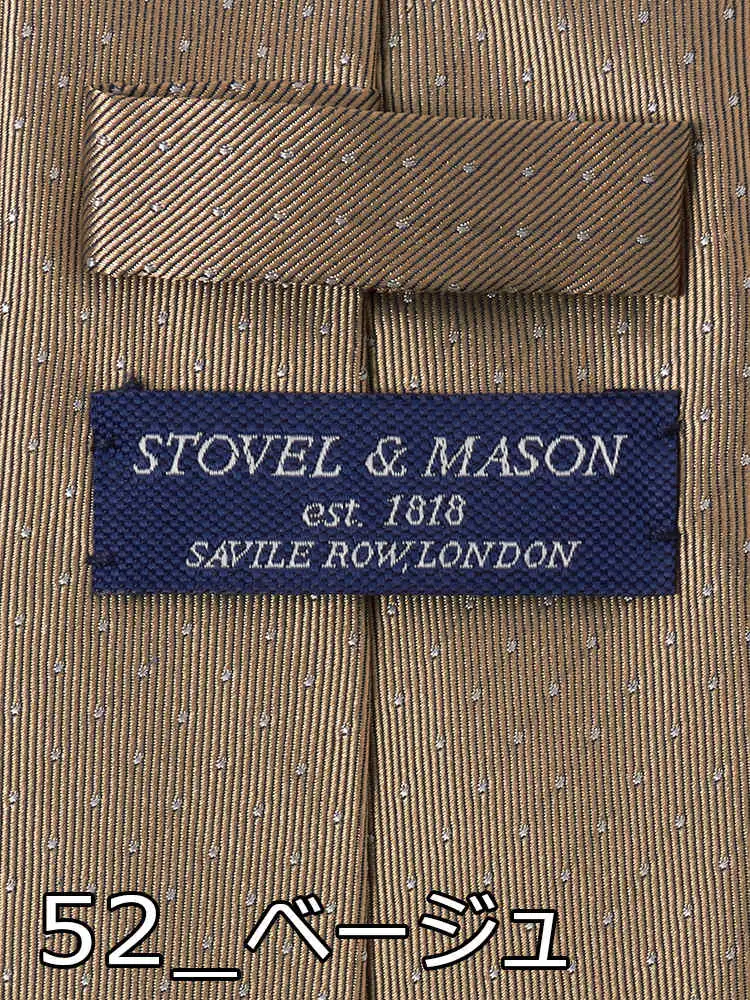 STOVEL & MASON
est. 1818
SAVILE ROW, LONDON
52_ベージュ